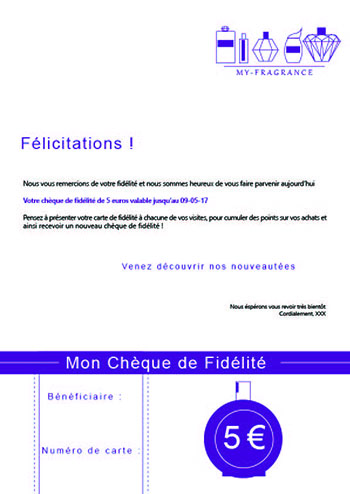 MY-FRAGRANCE
Félicitations !
Nous vous remercions de votre fidélité et nous sommes heureux de vous faire parvenir aujourd'hui
Votre chèque de fidélité de 5 euros valable jusqu'au 09-05-17
Pensez à présenter votre carte de fidélité à chacune de vos visites, pour cumuler des points sur vos achats et
ainsi recevoir un nouveau chèque de fidélité !
Venez découvrir nos nouveautées
Nous éspérons vous revoir très bientôt
Cordialement, XXX
Mon Chèque de Fidélité
Bénéficiaire :
5 €
Numéro de carte :